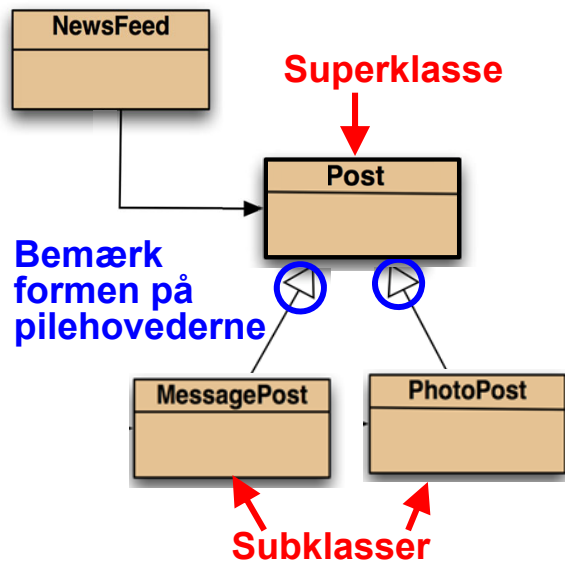 NewsFeed
Superklasse
Post
Bemærk
formen på
pilehovederne
MessagePost
PhotoPost
Subklasser